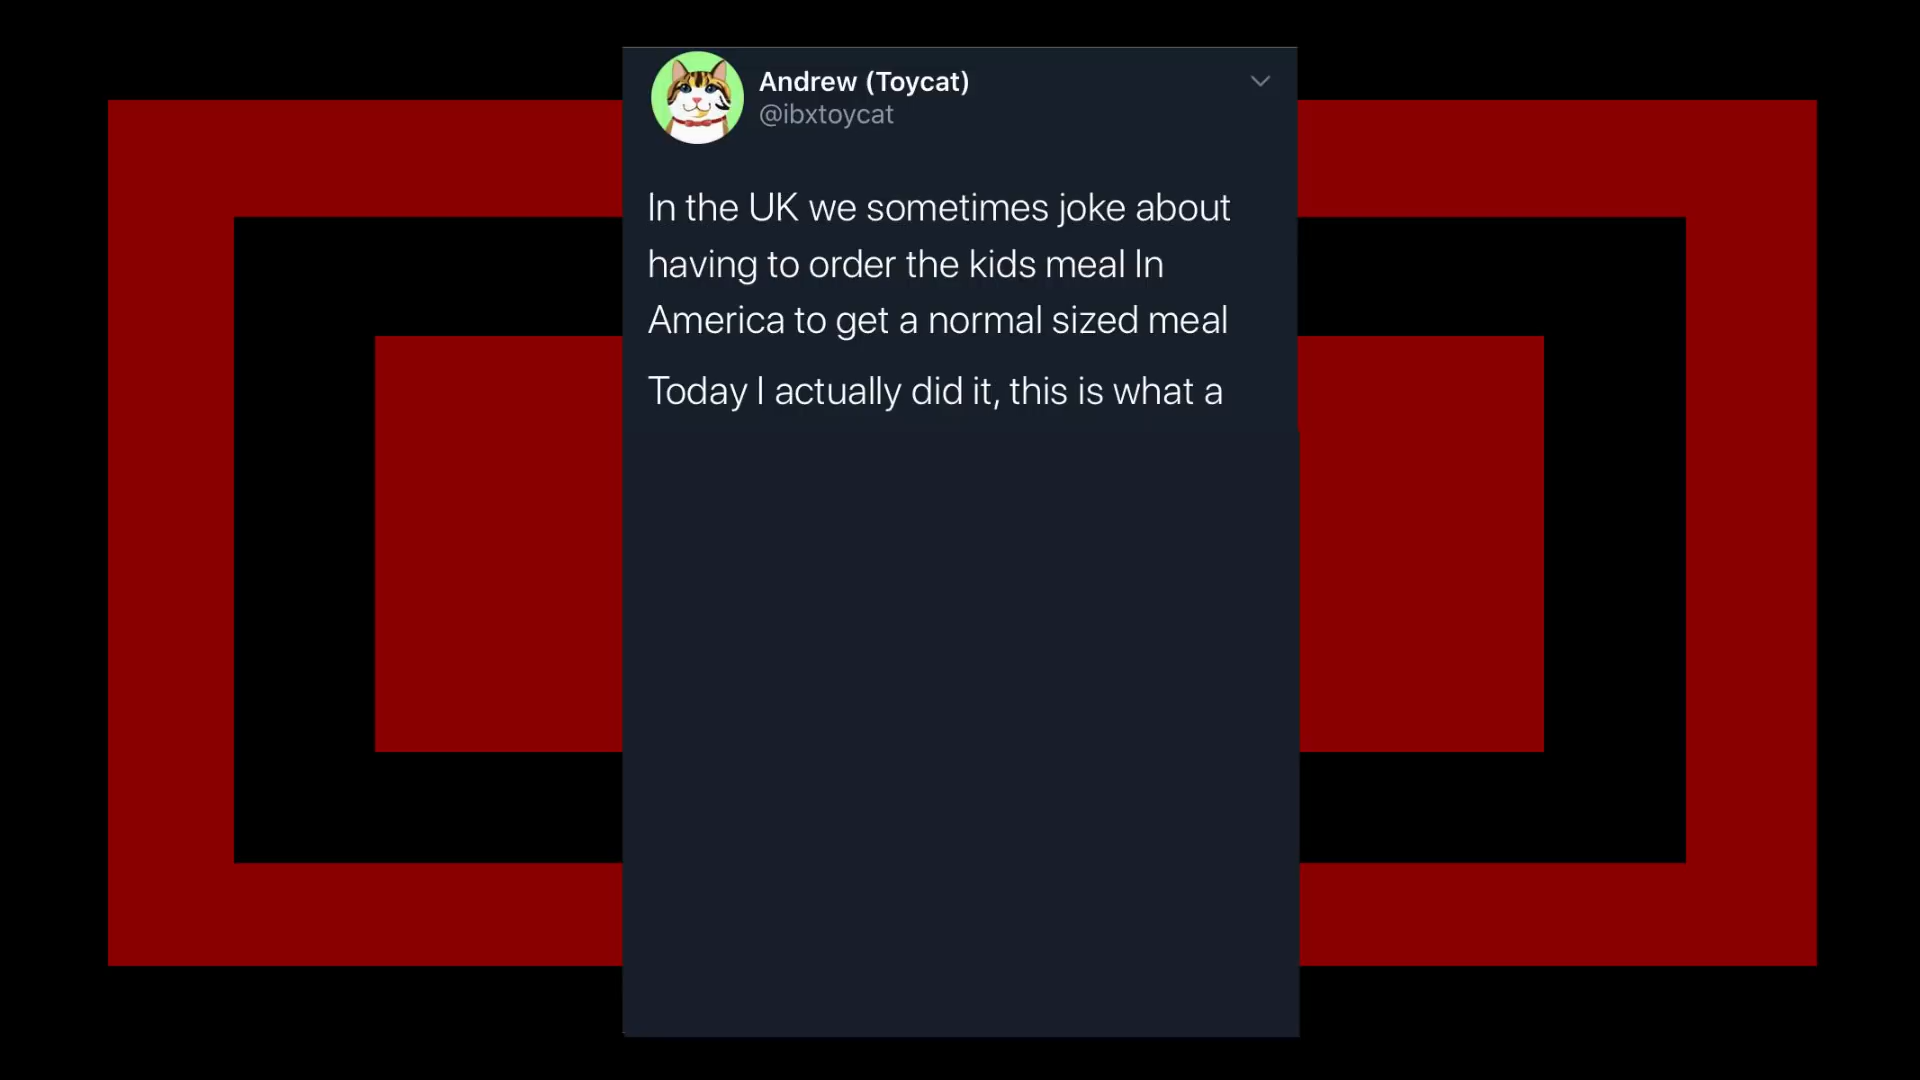 Andrew (Toycat)
@ibxtoycat
In the UK we sometimes joke about
having to order the kids meal In
America to get a normal sized meal
Today I actually did it, this is what a